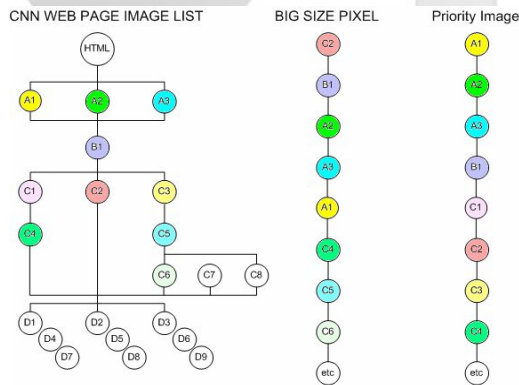 CNN WEB PAGE IMAGE LIST
HTML
A1 A2 A3
B1
C1 C2 C3
C4 C5
C6 C7 C8
D1 D2 D3
D4 D5 D6
D7 D8 D9
BIG SIZE PIXEL
C2
B1
A2
A3
A1
C4
C5
C6
etc
Priority Image
A1
A2
A3
B1
C1
C2
C3
C4
etc